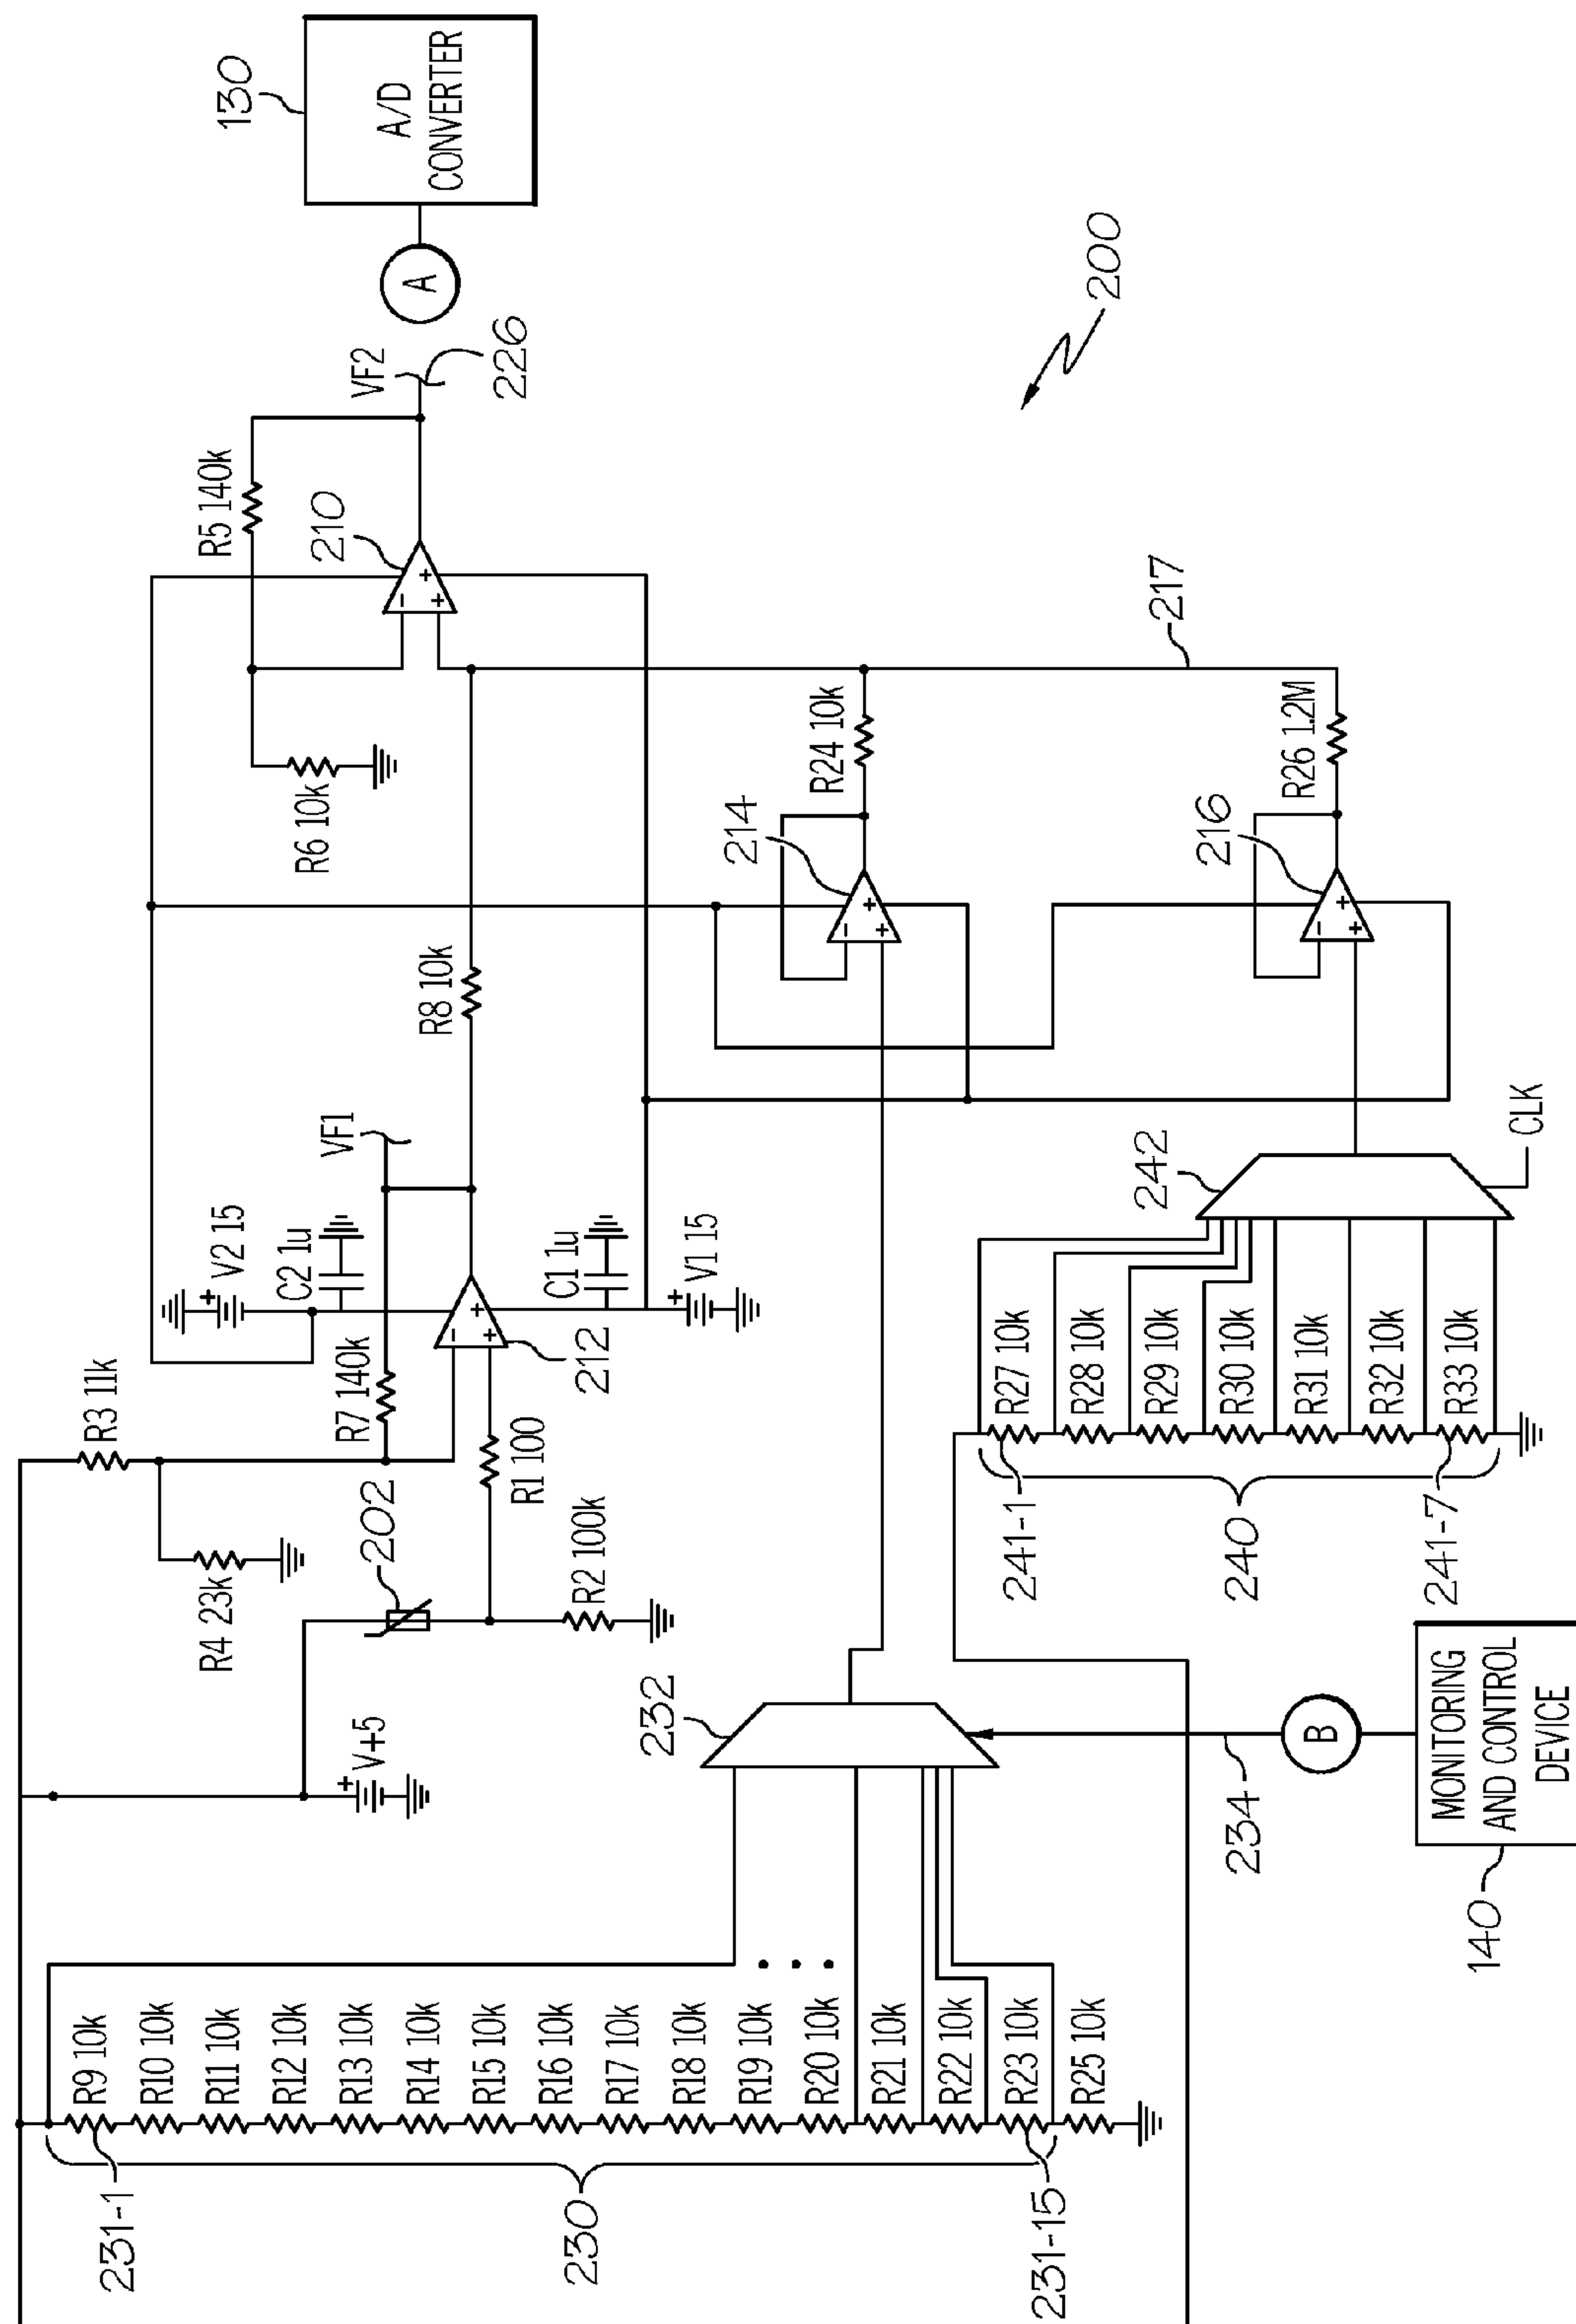 130
A/D
CONVERTER
A
VF2
226
R5 140k
210
R6 10k
200
217
VF1
R8 10k
V2 15
C2 1u
C1 1u
V1 15
212
R3 11k
R7 140k
R1 100
R4 23k
202
R2 100k
V+5
214
R24 10k
216
R26 1.2M
242
CLK
R27 10k
R28 10k
R29 10k
R30 10k
R31 10k
R32 10k
R33 10k
241-1
240
241-7
232
234
B
MONITORING
AND CONTROL
DEVICE
140
R9 10k
R10 10k
R11 10k
R12 10k
R13 10k
R14 10k
R15 10k
R16 10k
R17 10k
R18 10k
R19 10k
R20 10k
R21 10k
R22 10k
R23 10k
R25 10k
231-1
230
231-15